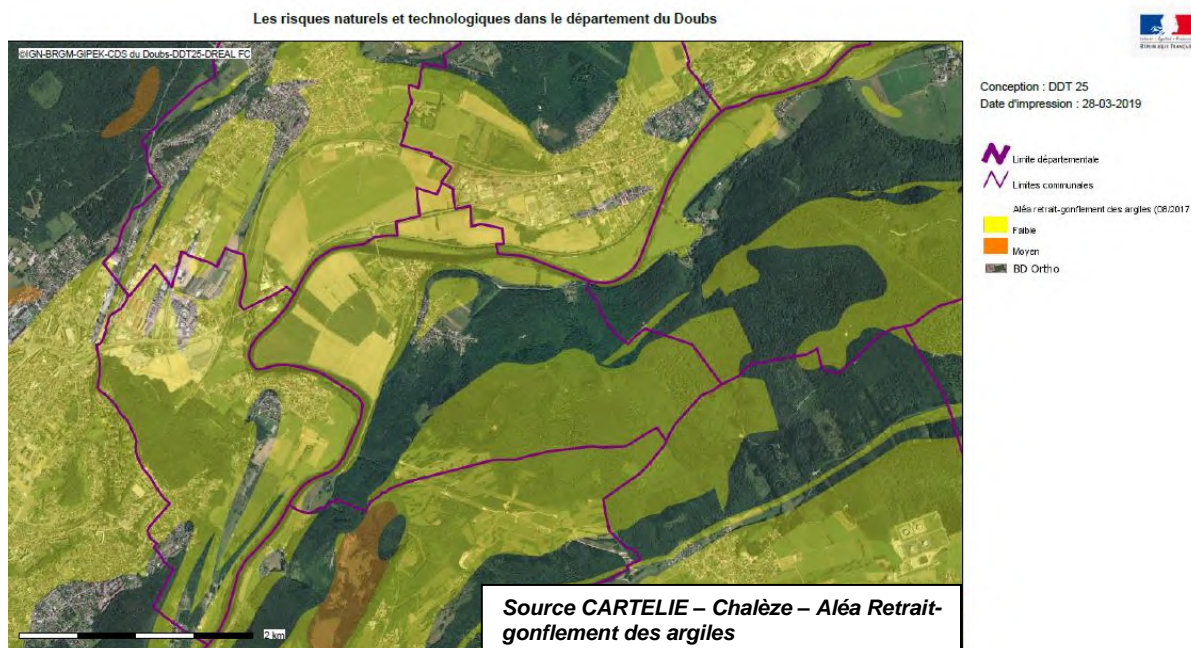 Les risques naturels et technologiques dans le département du Doubs
©IGN-BRGM-GIPEK-CDS du Doubs-DDT25-DREAL FC
Conception : DDT 25
Date d'impression : 28-03-2019
Limite départementale
Limites communales
Aléa retrait-gonflement des argiles (08/2017
Faible
Moyen
BD Ortho
2 km
Source CARTELIE – Chalèze – Aléa Retrait-
gonflement des argiles